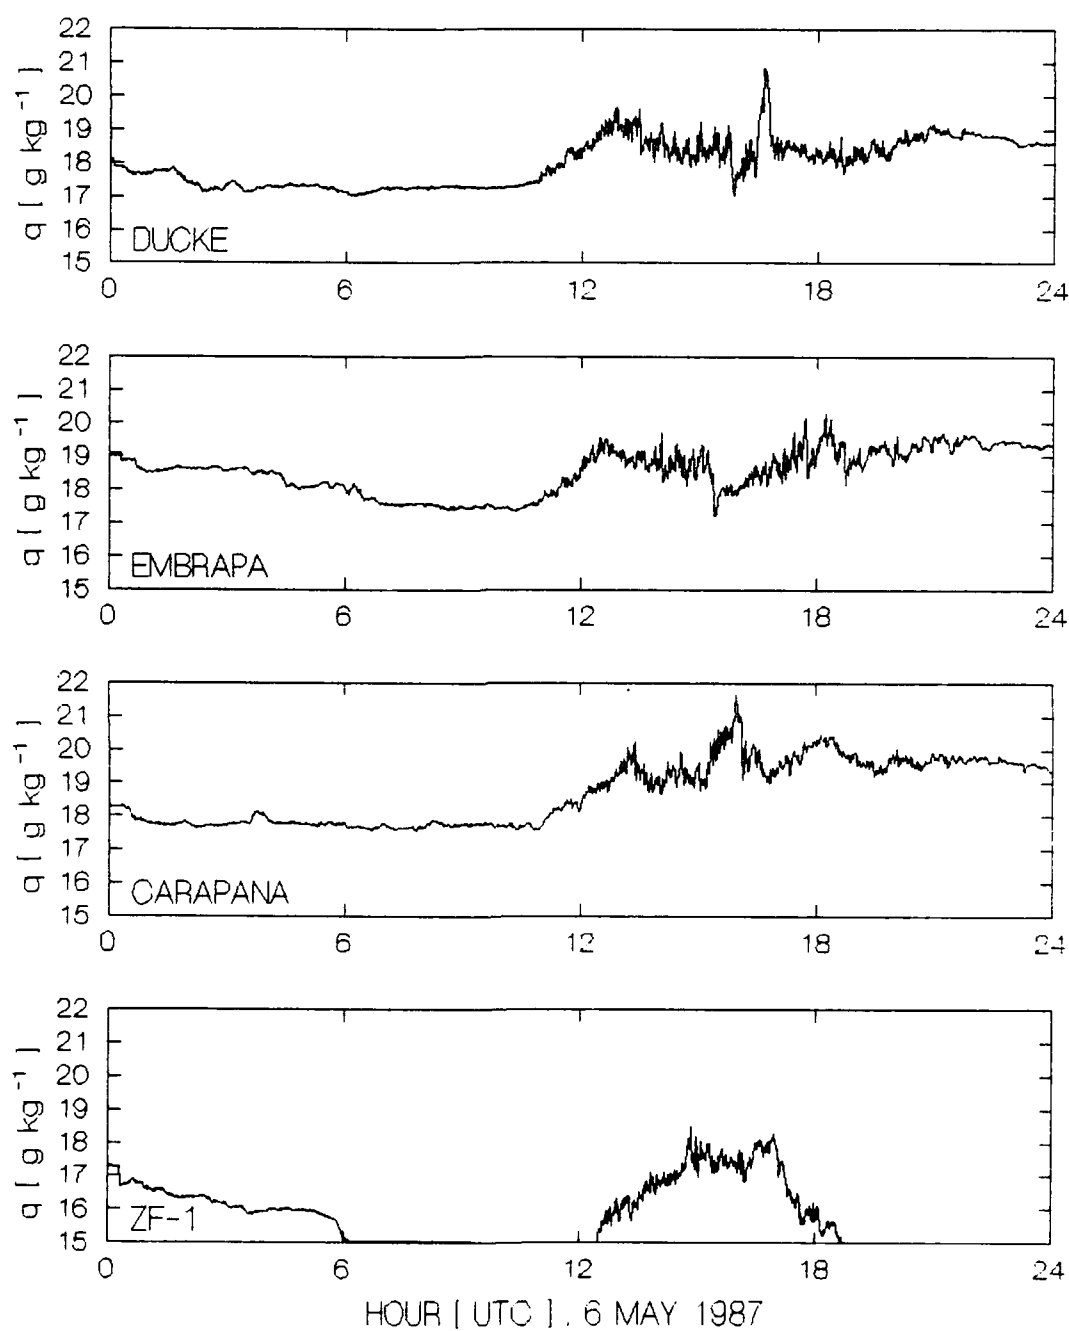 22
21
20
19
18
17
16
15
q [ g kg⁻¹ ]
DUCKE
0 6 12 18 24
22
21
20
19
18
17
16
15
q [ g kg⁻¹ ]
EMBRAPA
0 6 12 18 24
22
21
20
19
18
17
16
15
q [ g kg⁻¹ ]
CARAPANA
0 6 12 18 24
22
21
20
19
18
17
16
15
q [ g kg⁻¹ ]
ZF-1
0 6 12 18 24
HOUR [ UTC ] . 6 MAY 1987